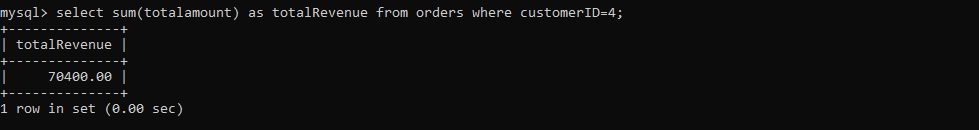 mysql> select sum(totalamount) as totalRevenue from orders where customerID=4;
+--------------+
| totalRevenue |
+--------------+
|     70400.00 |
+--------------+
1 row in set (0.00 sec)